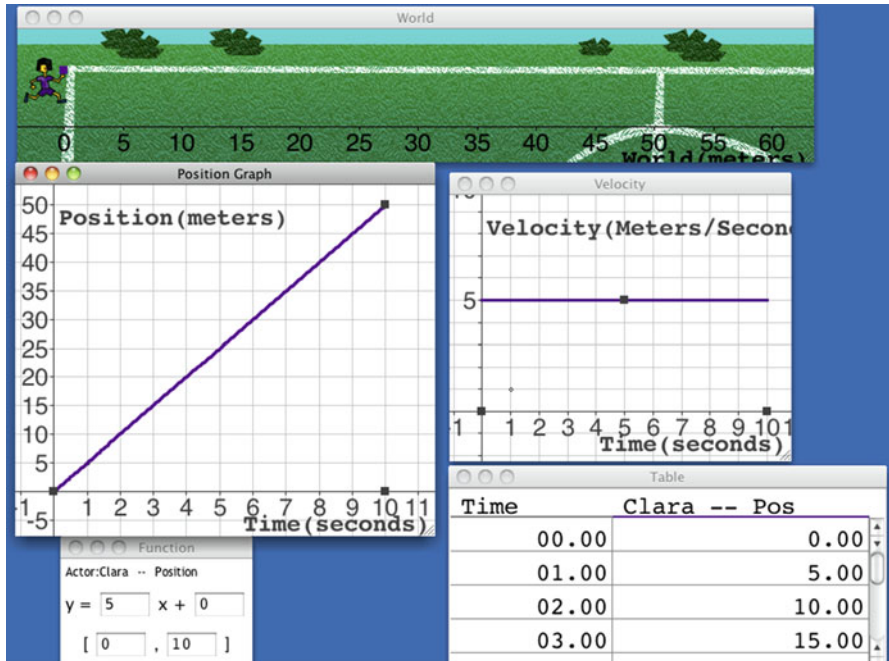 World
0 5 10 15 20 25 30 35 40 45 50 55 60
World(meters)
Position Graph
Position(meters)
50
45
40
35
30
25
20
15
10
5
-5
-1 1 2 3 4 5 6 7 8 9 10 11
Time(seconds)
Velocity
Velocity(Meters/Secon
5
-1 1 2 3 4 5 6 7 8 9 10
Time(seconds)
Function
Actor:Clara -- Position
y = 5 x + 0
[ 0 , 10 ]
Table
Time Clara -- Pos
00.00 0.00
01.00 5.00
02.00 10.00
03.00 15.00